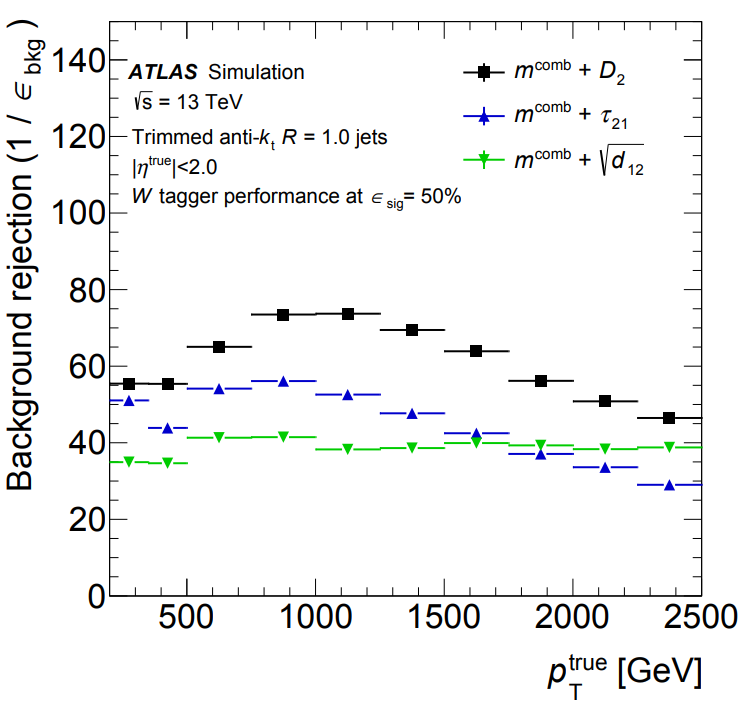 ATLAS Simulation
√s = 13 TeV
Trimmed anti-kt R = 1.0 jets
|ηtrue|<2.0
W tagger performance at ϵsig= 50%
mcomb + D2
mcomb + τ21
mcomb + √d12
Background rejection (1 / ϵbkg)
140
120
100
80
60
40
20
0
500 1000 1500 2000 2500
pTtrue [GeV]